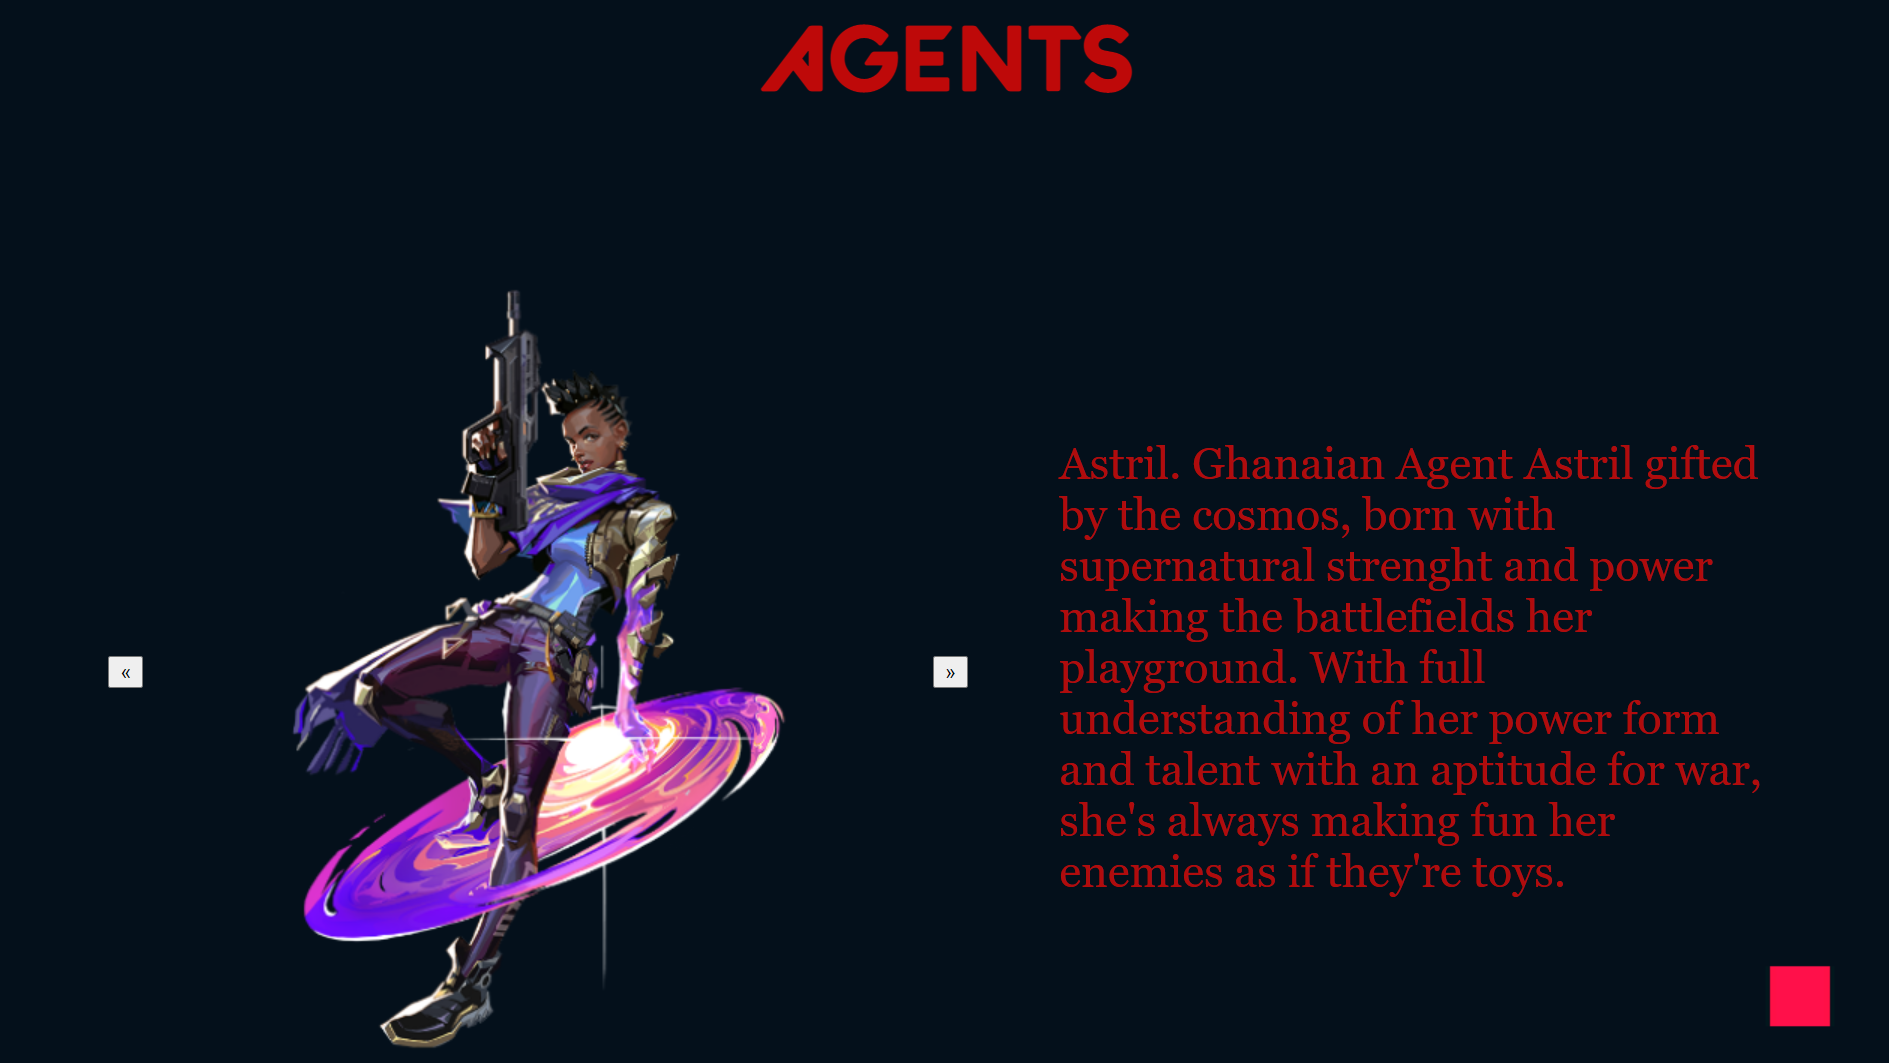 AGENTS
Astril. Ghanaian Agent Astril gifted
by the cosmos, born with
supernatural strenght and power
making the battlefields her
playground. With full
understanding of her power form
and talent with an aptitude for war,
she's always making fun her
enemies as if they're toys.
«
»